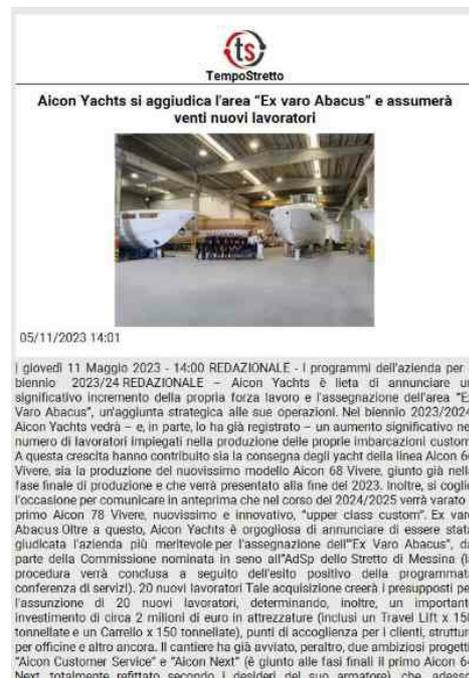 ts
TempoStretto
Aicon Yachts si aggiudica l'area "Ex varo Abacus" e assumerà
venti nuovi lavoratori
05/11/2023 14:01
| giovedì 11 Maggio 2023 - 14:00 REDAZIONALE - I programmi dell'azienda per
biennio 2023/24 REDAZIONALE – Aicon Yachts è lieta di annunciare un
significativo incremento della propria forza lavoro e l'assegnazione dell'area "Ex
Varo Abacus", un'aggiunta strategica alle sue operazioni. Nel biennio 2023/2024,
Aicon Yachts vedrà – e, in parte, lo ha già registrato – un aumento significativo nel
numero di lavoratori impiegati nella produzione delle proprie imbarcazioni custom.
A questa crescita hanno contribuito sia la consegna degli yacht della linea Aicon 66
Vivere, sia la produzione del nuovissimo modello Aicon 68 Vivere, giunto già nella
fase finale di produzione e che verrà presentato alla fine del 2023. Inoltre, si coglie
l'occasione per comunicare in anteprima che nel corso del 2024/2025 verrà varato il
primo Aicon 78 Vivere, nuovissimo e innovativo, "upper class custom". Ex varo
Abacus Oltre a questo, Aicon Yachts è orgogliosa di annunciare di essere stata
giudicata l'azienda più meritevole per l'assegnazione dell'"Ex Varo Abacus", da
parte della Commissione nominata in seno all'AdSp dello Stretto di Messina (la
procedura verrà conclusa a seguito dell'esito positivo della programmata
conferenza di servizi). 20 nuovi lavoratori Tale acquisizione creerà i presupposti per
l'assunzione di 20 nuovi lavoratori, determinando, inoltre, un importante
investimento di circa 2 milioni di euro in attrezzature (inclusi un Travel Lift x 150
tonnellate e un Carrello x 150 tonnellate), punti di accoglienza per i clienti, strutture
per officine e altro ancora. Il cantiere ha già avviato, peraltro, due ambiziosi progetti:
"Aicon Customer Service" e "Aicon Next" (è giunto alle fasi finali il primo Aicon 64
Next, totalmente refittato secondo i desideri del suo armatore), che, adesso,